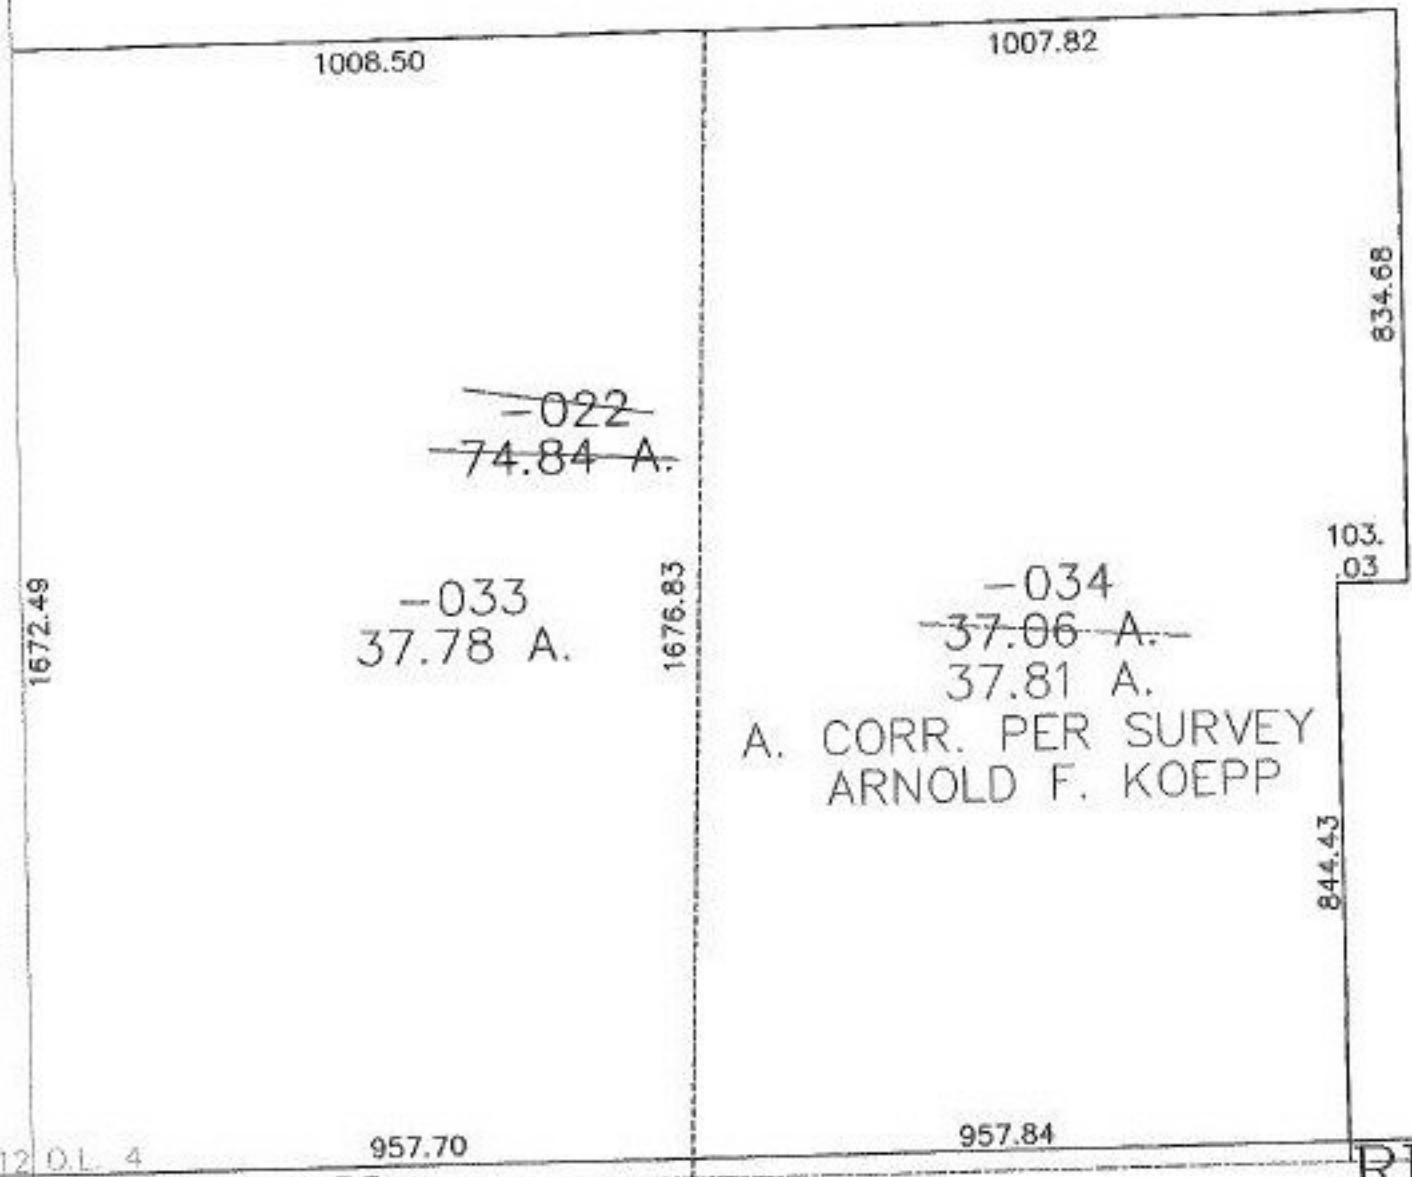 1008.50
1007.82
834.68
-022
74.84 A.
103.
.03
-033
37.78 A.
1672.49
1676.83
-034
37.06 A.
37.81 A.
A. CORR. PER SURVEY
ARNOLD F. KOEPP
844.43
957.70
957.84
12 O.L. 4